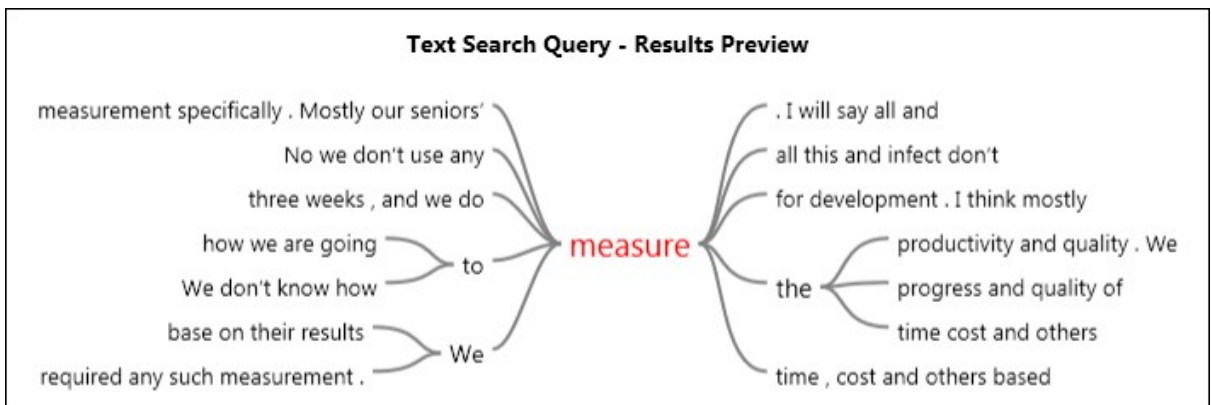 Text Search Query - Results Preview
measurement specifically . Mostly our seniors'
No we don't use any
three weeks , and we do
how we are going
to
We don't know how
base on their results
We
required any such measurement .
measure
. I will say all and
all this and infect don't
for development . I think mostly
the
productivity and quality . We
progress and quality of
time cost and others
time , cost and others based